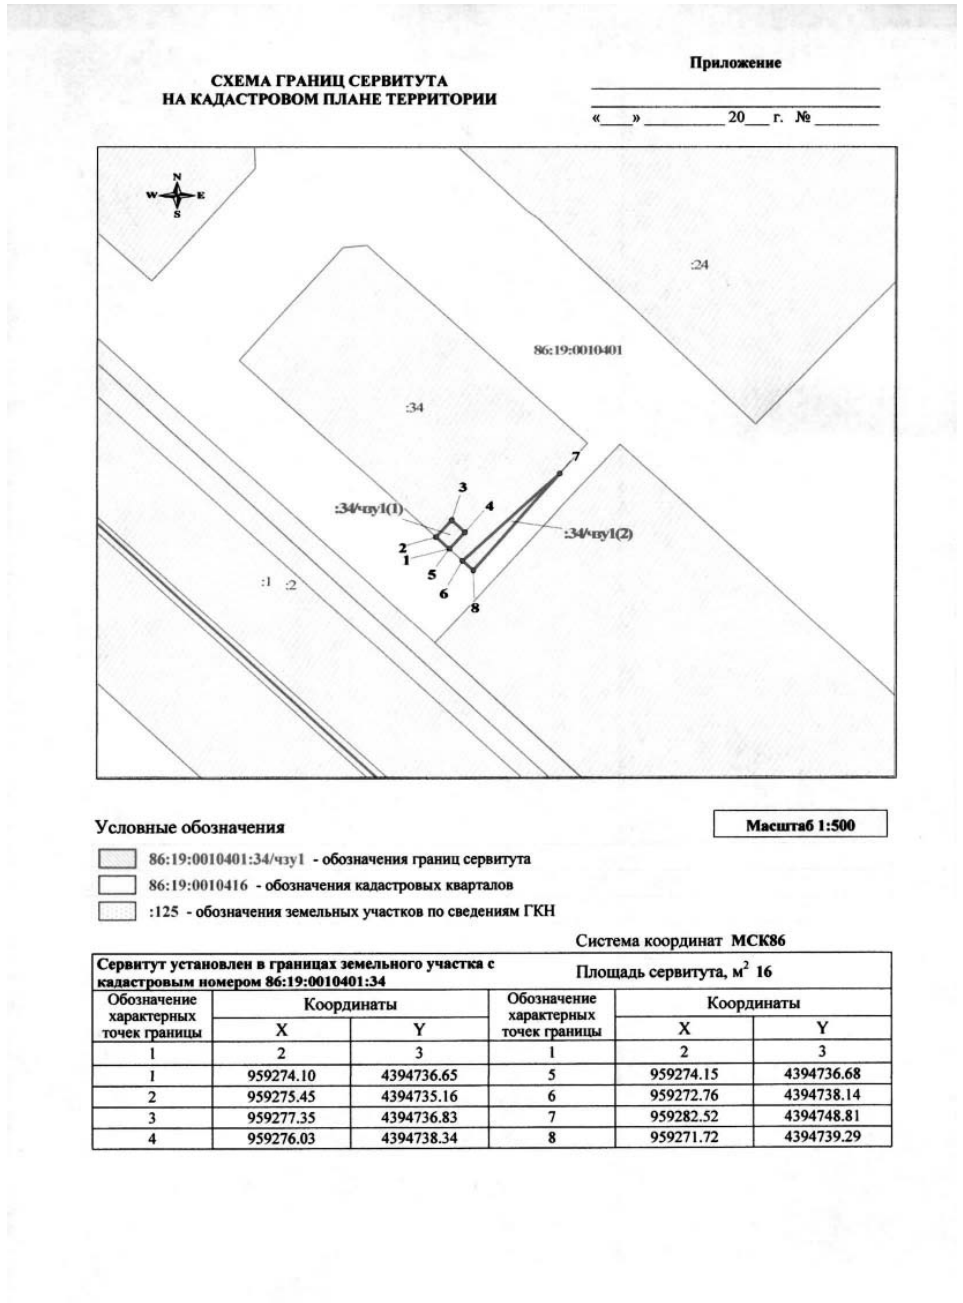 Приложение
СХЕМА ГРАНИЦ СЕРВИТУТА
НА КАДАСТРОВОМ ПЛАНЕ ТЕРРИТОРИИ
«____» __________ 20___ г. № ________
N
W E
S
:24
86:19:0010401
:34
7
3
:34/чзу1(1)
4
:34/чзу1(2)
2
1
5
6
8
:1 :2
Условные обозначения
Масштаб 1:500
86:19:0010401:34/чзу1 - обозначения границ сервитута
86:19:0010416 - обозначения кадастровых кварталов
:125 - обозначения земельных участков по сведениям ГКН
Система координат МСК86
Сервитут установлен в границах земельного участка с
кадастровым номером 86:19:0010401:34
Площадь сервитута, м² 16
Обозначение характерных точек границы Координаты Обозначение характерных точек границы Координаты
X Y X Y
1 2 3 1 2 3
1 959274.10 4394736.65 5 959274.15 4394736.68
2 959275.45 4394735.16 6 959272.76 4394738.14
3 959277.35 4394736.83 7 959282.52 4394748.81
4 959276.03 4394738.34 8 959271.72 4394739.29